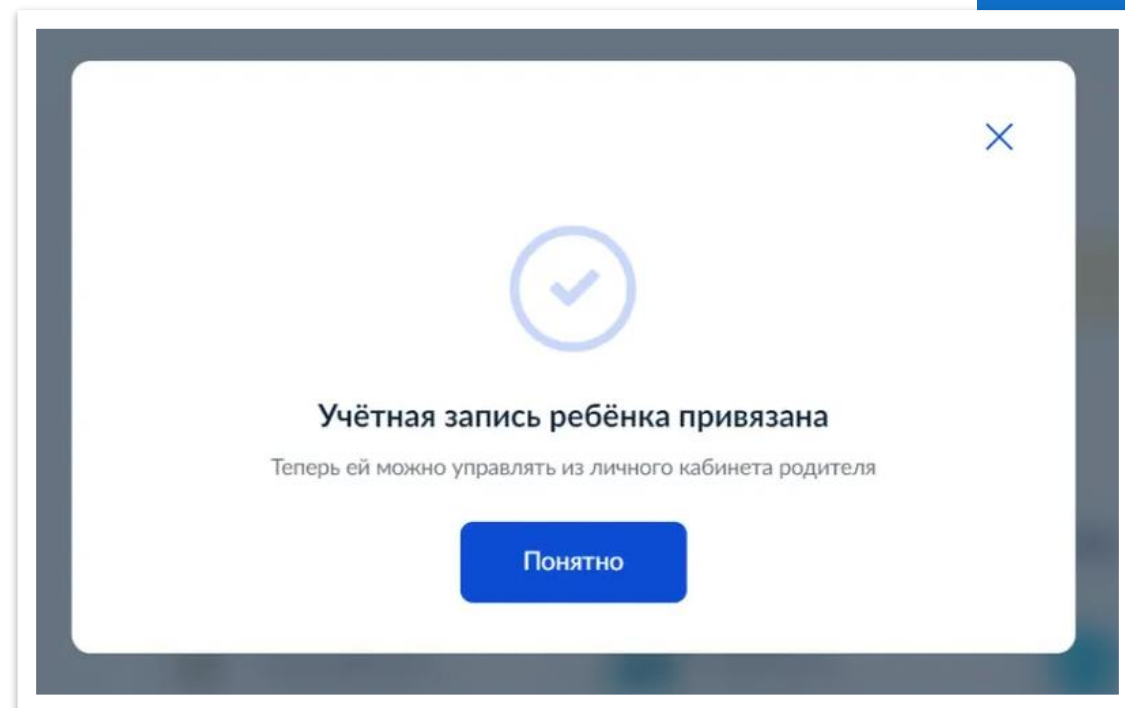 Учётная запись ребёнка привязана
Теперь ей можно управлять из личного кабинета родителя
Понятно